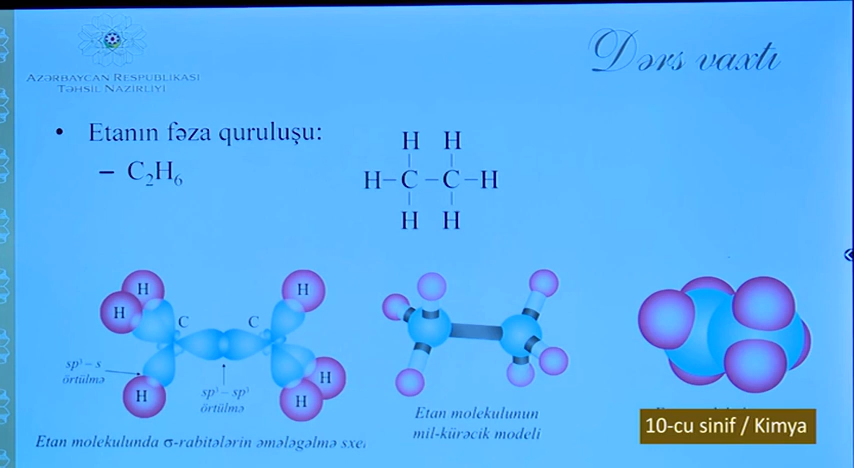 AZƏRBAYCAN RESPUBLİKASI
TƏHSİL NAZİRLİYİ
Dərs vaxtı
• Etanın fəza quruluşu:
– C₂H₆
H H
H–C–C–H
H H
H
H
C
C
H
sp³ – s
örtülmə
H
sp³ – sp³
örtülmə
H
H
Etan molekulunda σ-rabitələrin əmələgəlmə sxe
Etan molekulunun
mil-kürəcik modeli
10-cu sinif / Kimya